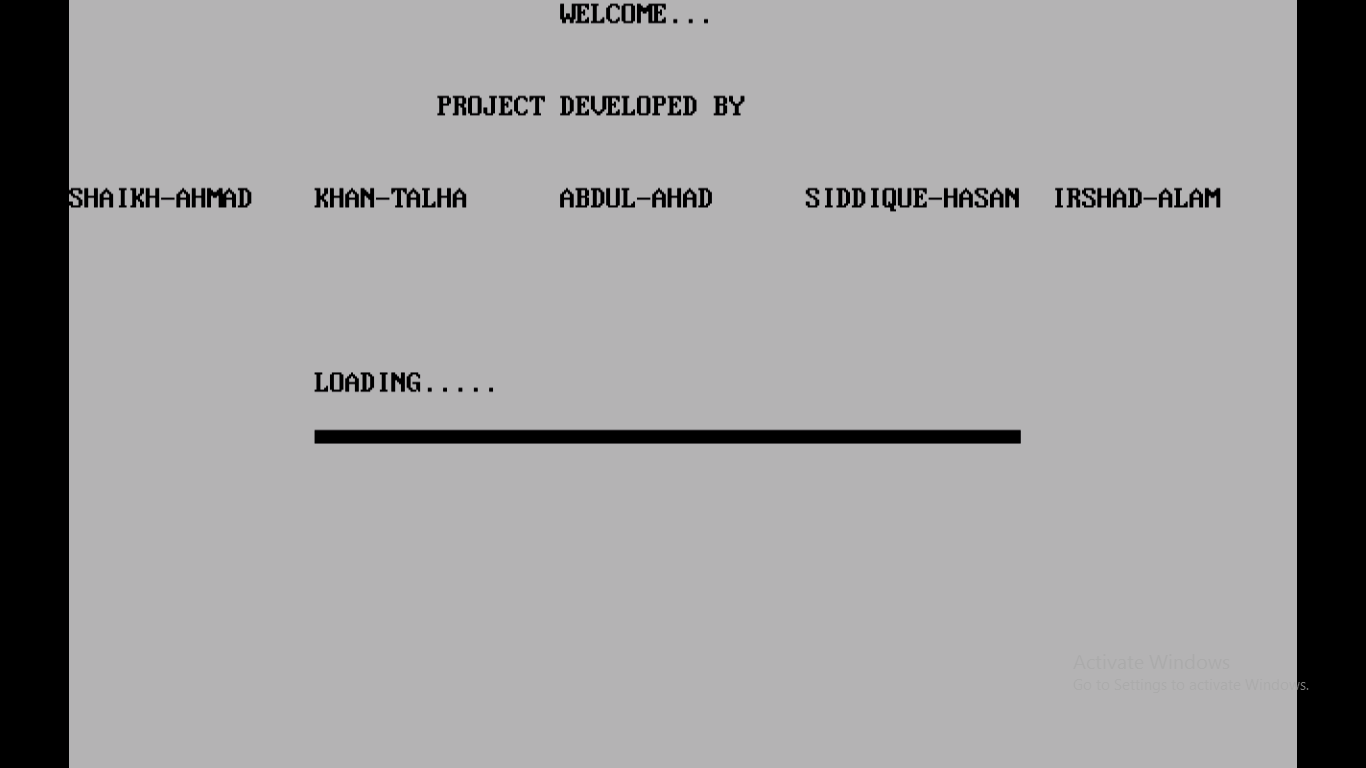 WELCOME...
PROJECT DEVELOPED BY
SHAIKH-AHMAD KHAN-TALHA ABDUL-AHAD SIDDIQUE-HASAN IRSHAD-ALAM
LOADING.....
Activate Windows
Go to Settings to activate Windows.